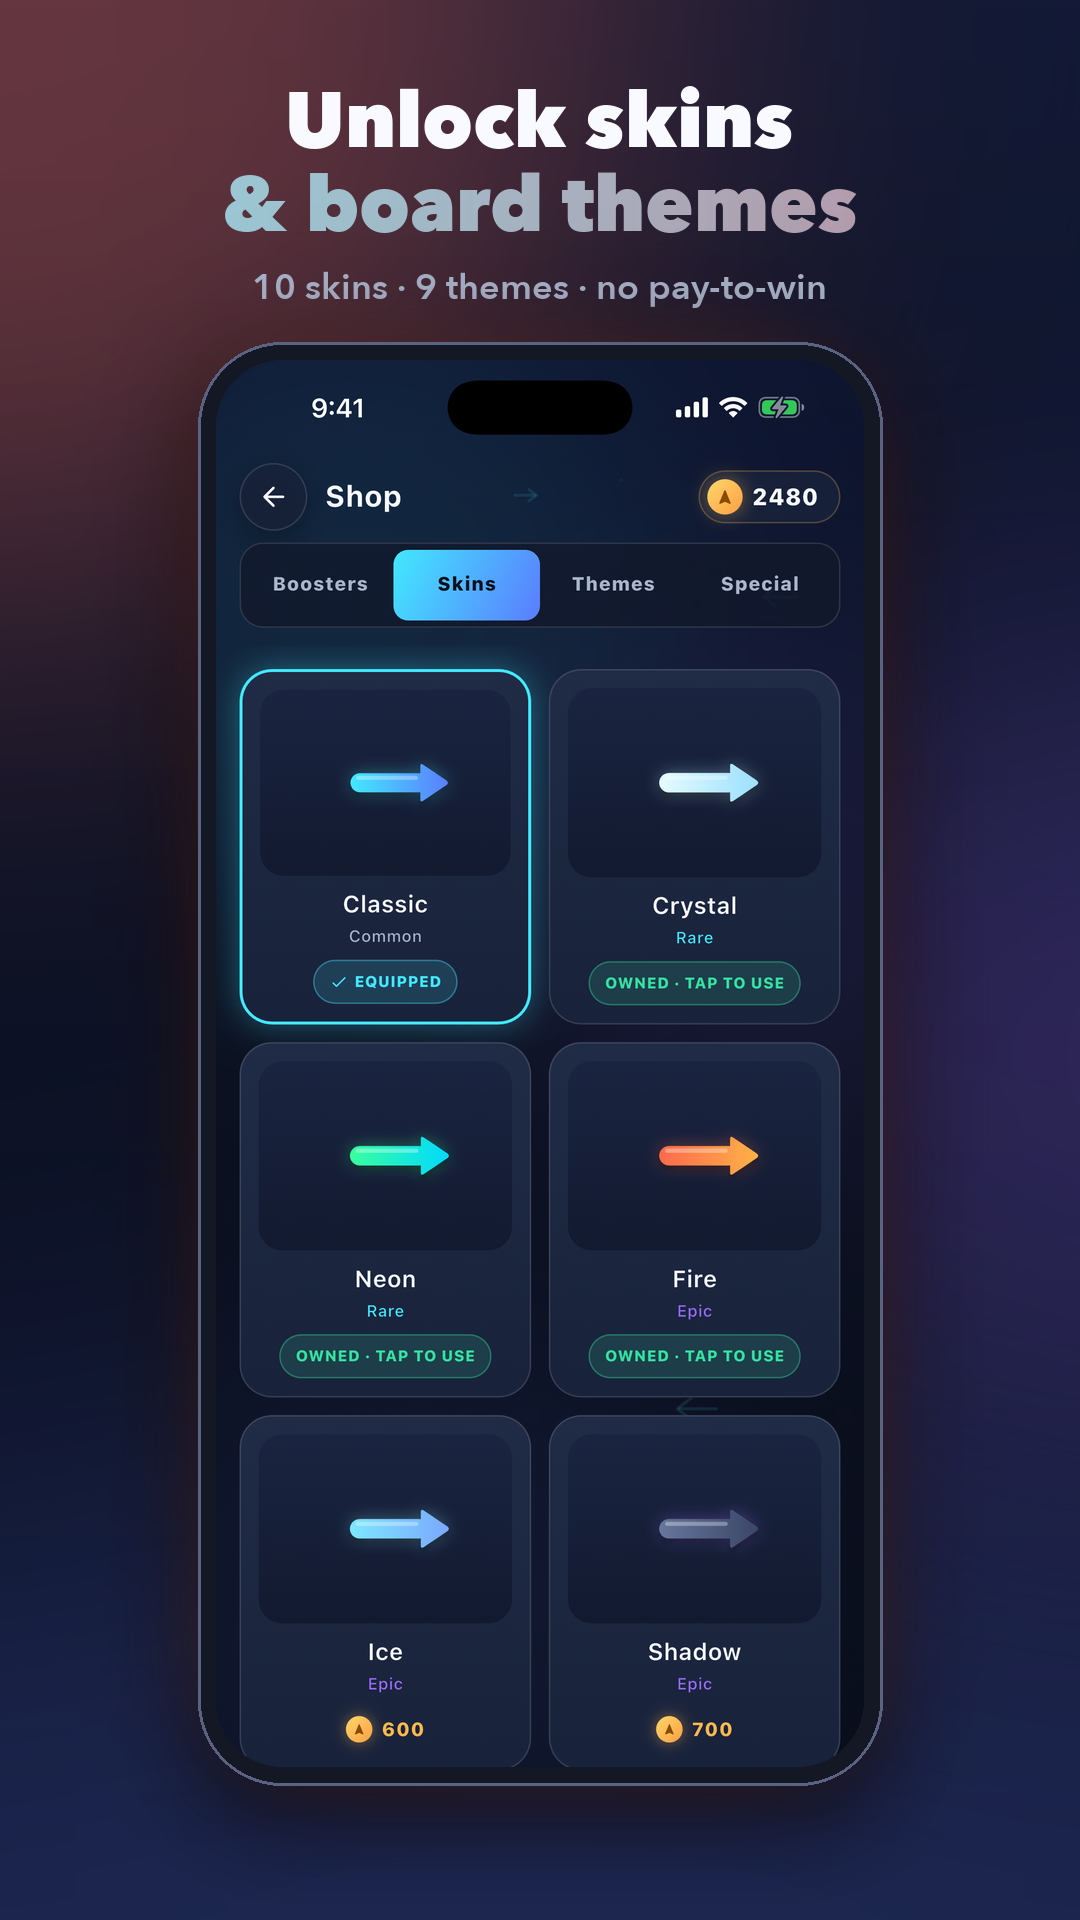 Unlock skins
& board themes
10 skins · 9 themes · no pay-to-win
9:41
Shop
2480
Boosters Skins Themes Special
Classic
Common
EQUIPPED
Crystal
Rare
OWNED · TAP TO USE
Neon
Rare
OWNED · TAP TO USE
Fire
Epic
OWNED · TAP TO USE
Ice
Epic
600
Shadow
Epic
700